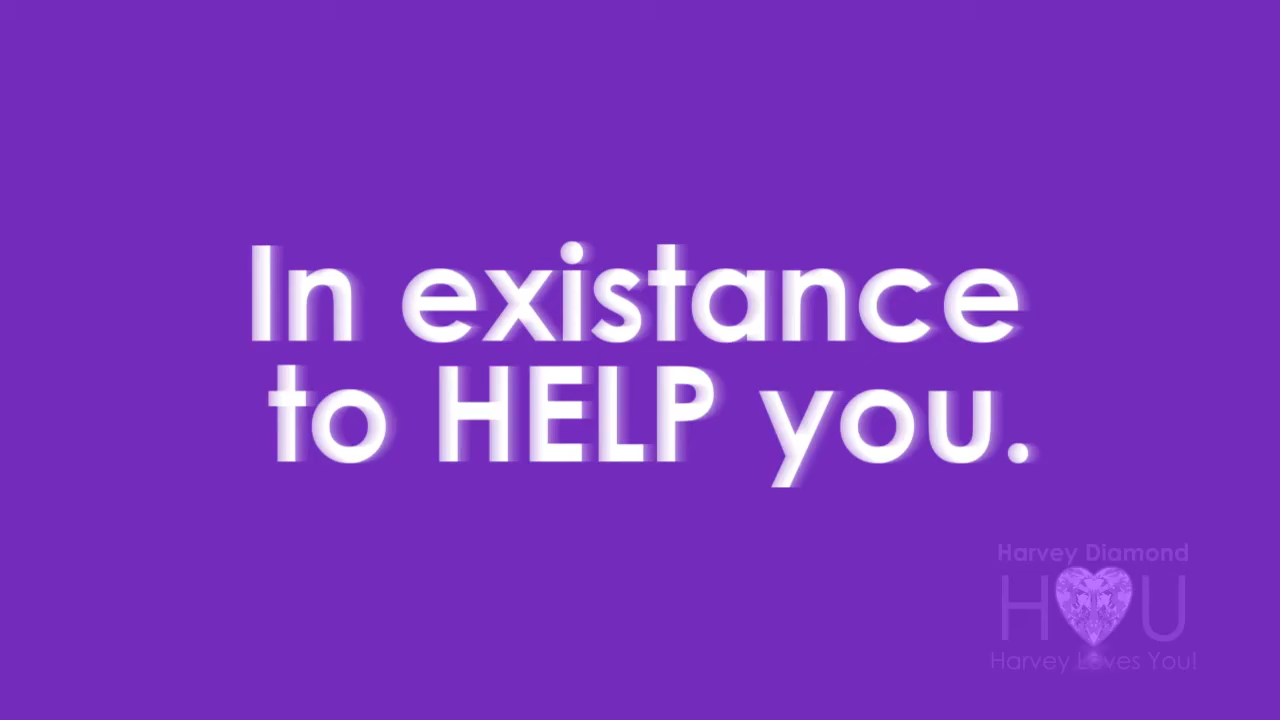 In existance
to HELP you.
Harvey Diamond
H U
Harvey Loves You!